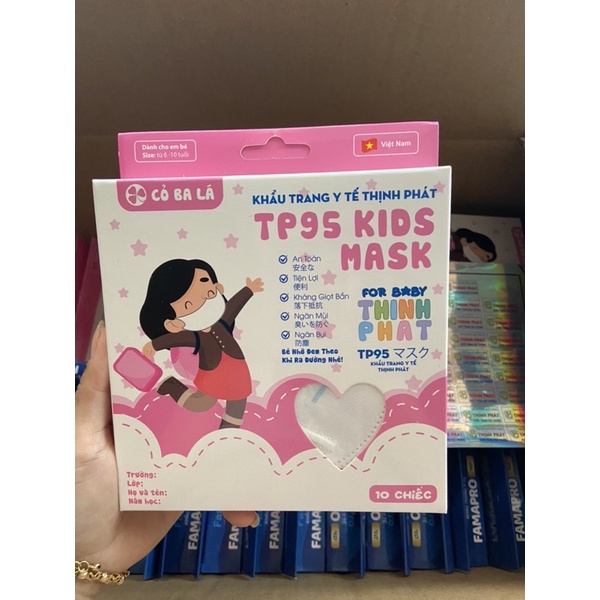 Dành cho em bé
Size: từ 6 - 10 tuổi
Việt Nam
CỎ BA LÁ
KHẨU TRANG Y TẾ THỊNH PHÁT
TP95 KIDS
MASK
An Toàn
安全な
Tiện Lợi
便利
Kháng Giọt Bắn
落下抵抗
Ngăn Mùi
臭いを防ぐ
Ngăn Bụi
防塵
Bé Nhớ Đem Theo
Khi Ra Đường Nhé!
FOR BABY
THINH
PHAT
TP95 マスク
KHẨU TRANG Y TẾ
THỊNH PHÁT
Trường:
Lớp:
Họ và tên:
Năm học:
10 CHIẾC
THỊNH PHÁT
FAMAPRO
FAMAPRO
FAMAPRO